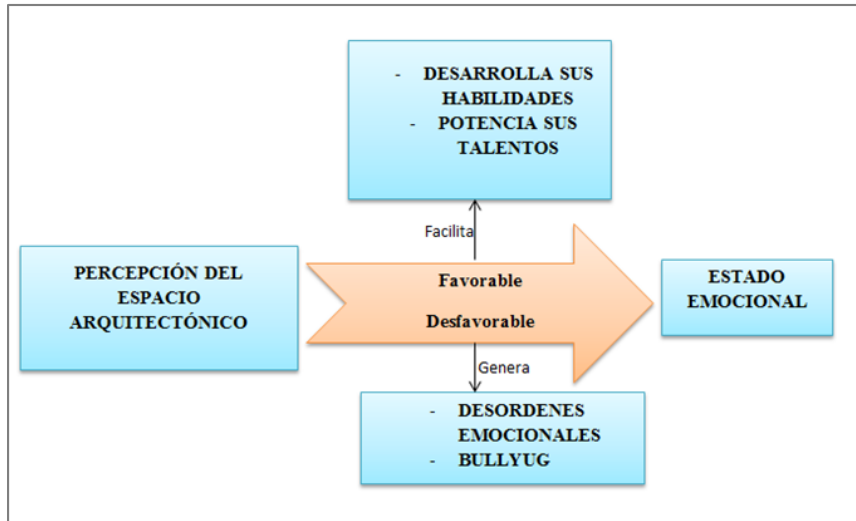 - DESARROLLA SUS
HABILIDADES
- POTENCIA SUS
TALENTOS
Facilita
PERCEPCIÓN DEL
ESPACIO
ARQUITECTÓNICO
Favorable
Desfavorable
ESTADO
EMOCIONAL
Genera
- DESORDENES
EMOCIONALES
- BULLYUG